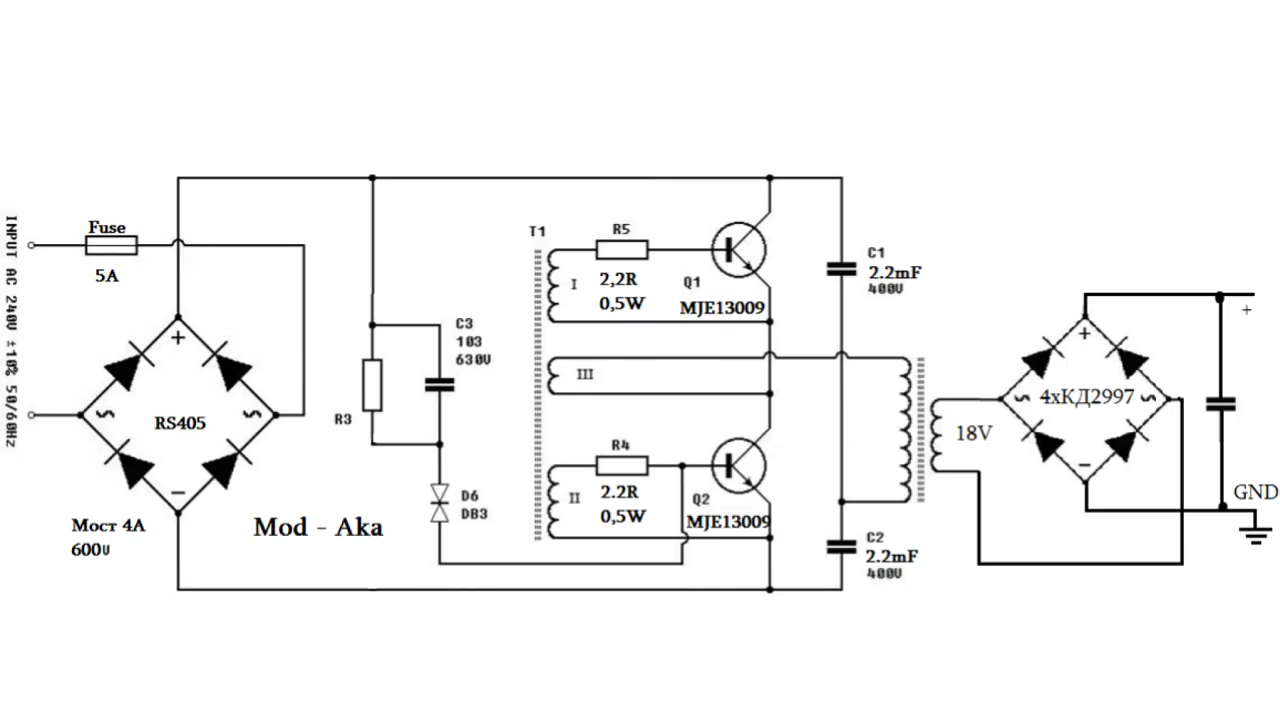 INPUT AC 240V ±10% 50/60Hz
Fuse
5A
+
RS405
−
Мост 4A
600V
Mod - Aka
R3
C3
103
630V
D6
DB3
T1
I
R5
2,2R
0,5W
Q1
MJE13009
III
II
R4
2.2R
0,5W
Q2
MJE13009
C1
2.2mF
400V
C2
2.2mF
400V
18V
+
4xКД2997
−
+
GND